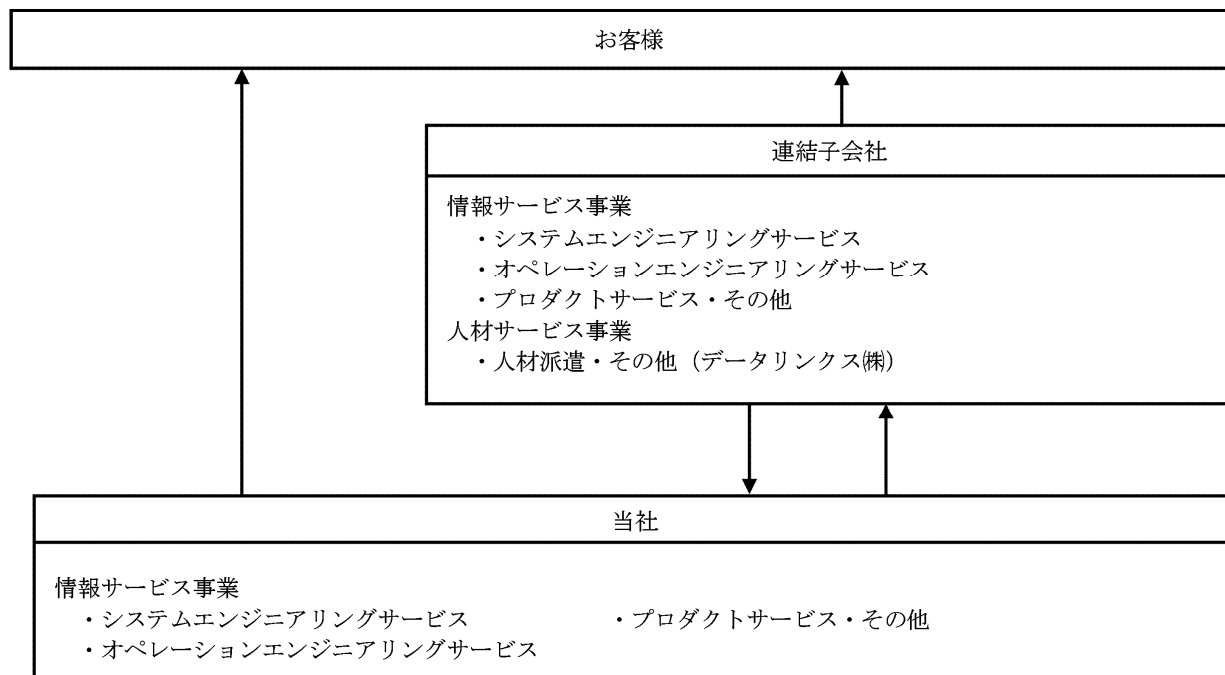 お客様
連結子会社
情報サービス事業
・システムエンジニアリングサービス
・オペレーションエンジニアリングサービス
・プロダクトサービス・その他
人材サービス事業
・人材派遣・その他（データリンクス㈱）
当社
情報サービス事業
・システムエンジニアリングサービス　・プロダクトサービス・その他
・オペレーションエンジニアリングサービス